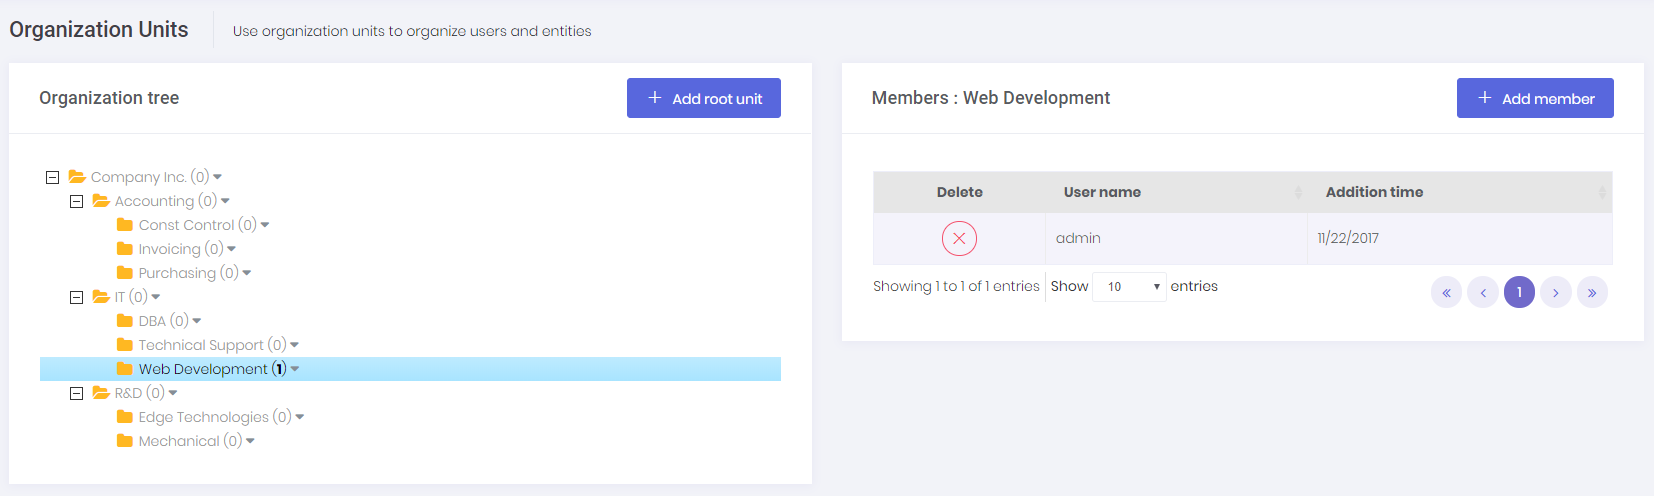 Organization Units
Use organization units to organize users and entities
Organization tree
+ Add root unit
Company Inc. (0)
Accounting (0)
Const Control (0)
Invoicing (0)
Purchasing (0)
IT (0)
DBA (0)
Technical Support (0)
Web Development (1)
R&D (0)
Edge Technologies (0)
Mechanical (0)
Members : Web Development
+ Add member
Delete User name Addition time
admin 11/22/2017
Showing 1 to 1 of 1 entries Show 10 entries
« ‹ 1 › »